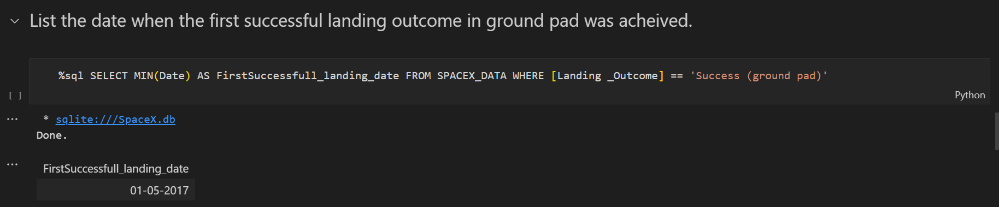 List the date when the first successful landing outcome in ground pad was acheived.
%sql SELECT MIN(Date) AS FirstSuccessfull_landing_date FROM SPACEX_DATA WHERE [Landing _Outcome] == 'Success (ground pad)'
[ ]
Python
* sqlite:///SpaceX.db
Done.
FirstSuccessfull_landing_date
01-05-2017